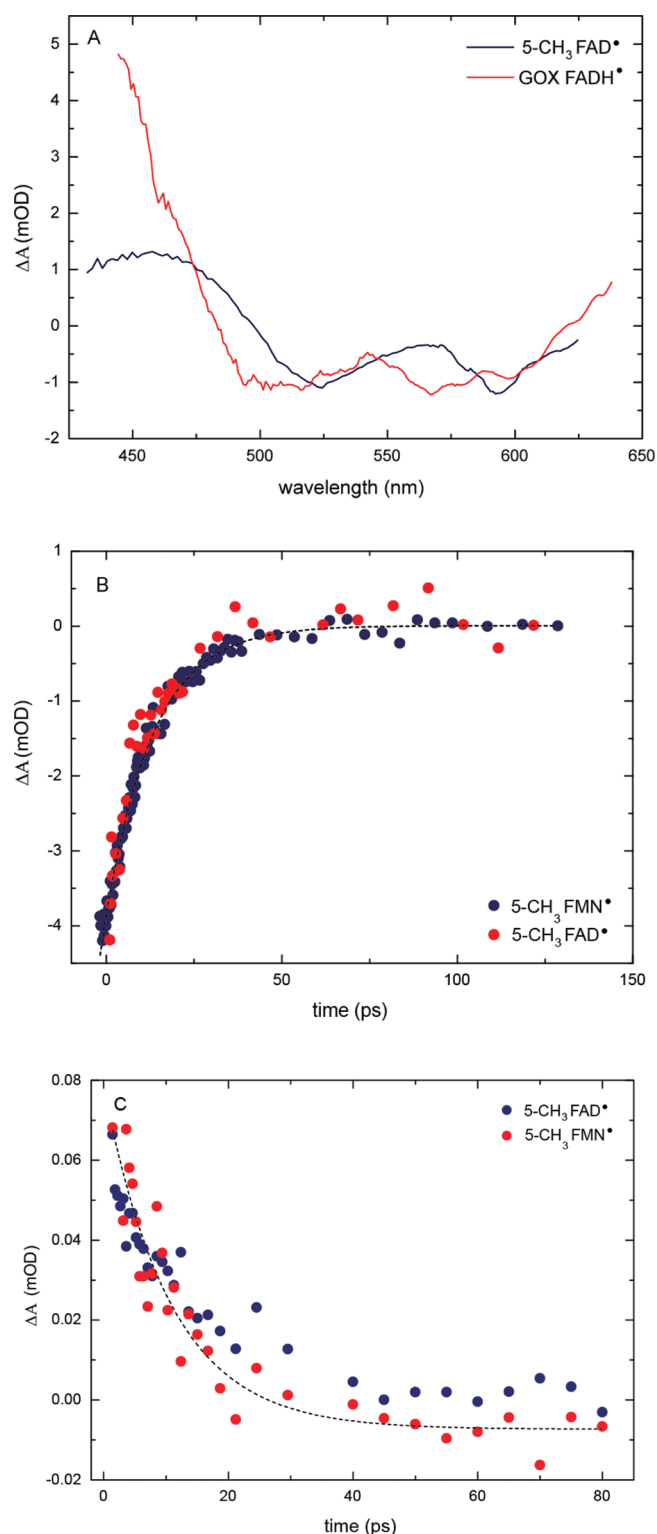 A
5-CH₃ FAD•
GOX FADH•
5
4
3
2
1
0
-1
-2
ΔA (mOD)
450 500 550 600 650
wavelength (nm)
B
1
0
-1
-2
-3
-4
ΔA (mOD)
5-CH₃ FMN•
5-CH₃ FAD•
0 50 100 150
time (ps)
C
5-CH₃ FAD•
5-CH₃ FMN•
0.08
0.06
0.04
0.02
0.00
-0.02
ΔA (mOD)
0 20 40 60 80
time (ps)